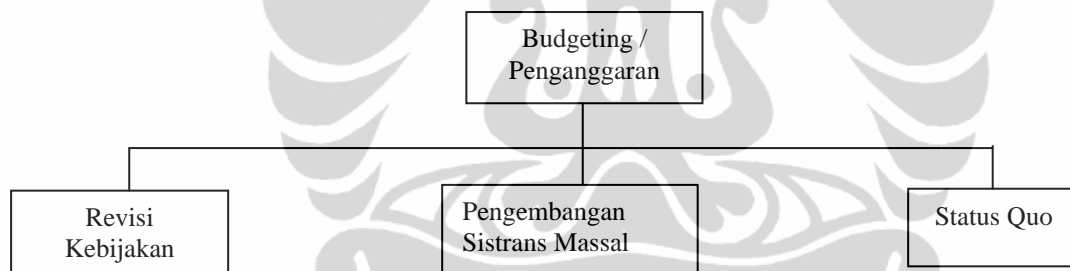 Budgeting /
Penganggaran
Revisi
Kebijakan
Pengembangan
Sistrans Massal
Status Quo